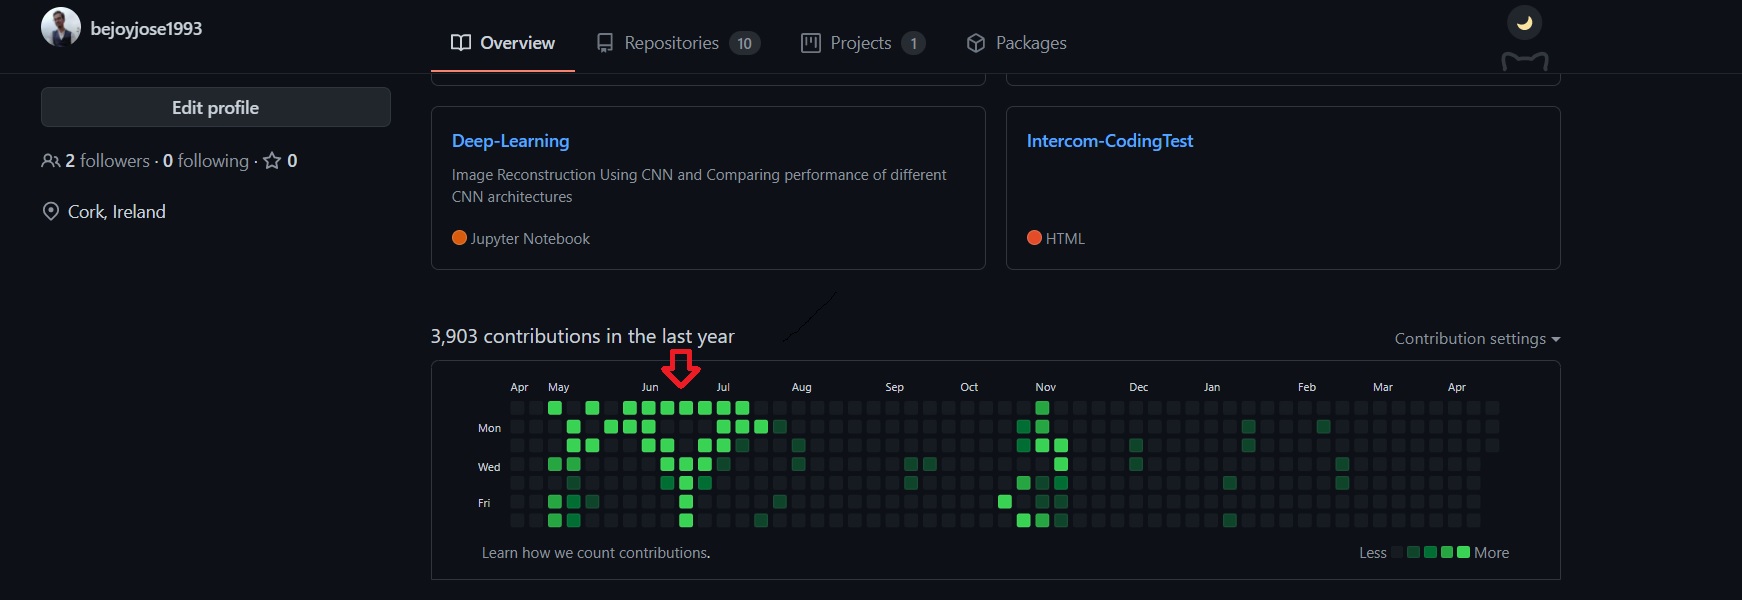 bejoyjose1993
Overview
Repositories 10
Projects 1
Packages
Edit profile
2 followers · 0 following · 0
Cork, Ireland
Deep-Learning
Image Reconstruction Using CNN and Comparing performance of different
CNN architectures
Jupyter Notebook
Intercom-CodingTest
HTML
3,903 contributions in the last year
Contribution settings
Apr May Jun Jul Aug Sep Oct Nov Dec Jan Feb Mar Apr
Mon
Wed
Fri
Learn how we count contributions.
Less More